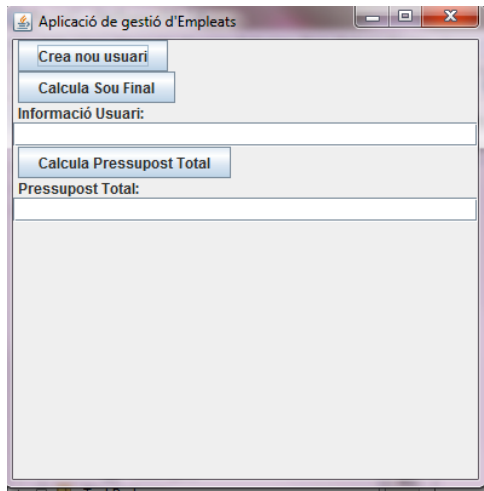 Aplicació de gestió d'Empleats
Crea nou usuari
Calcula Sou Final
Informació Usuari:
Calcula Pressupost Total
Pressupost Total: